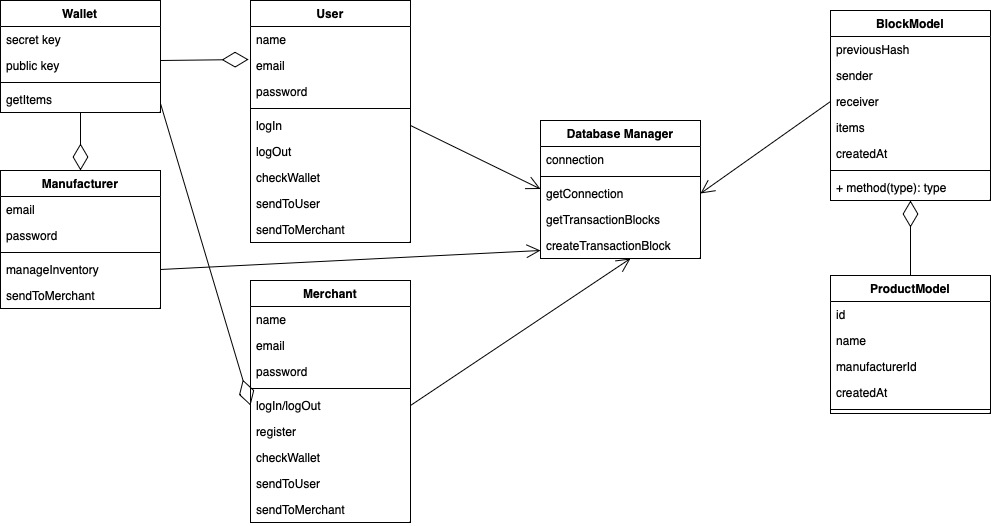 Wallet
secret key
public key
getItems
User
name
email
password
logIn
logOut
checkWallet
sendToUser
sendToMerchant
Manufacturer
email
password
manageInventory
sendToMerchant
Merchant
name
email
password
logIn/logOut
register
checkWallet
sendToUser
sendToMerchant
Database Manager
connection
getConnection
getTransactionBlocks
createTransactionBlock
BlockModel
previousHash
sender
receiver
items
createdAt
+ method(type): type
ProductModel
id
name
manufacturerId
createdAt